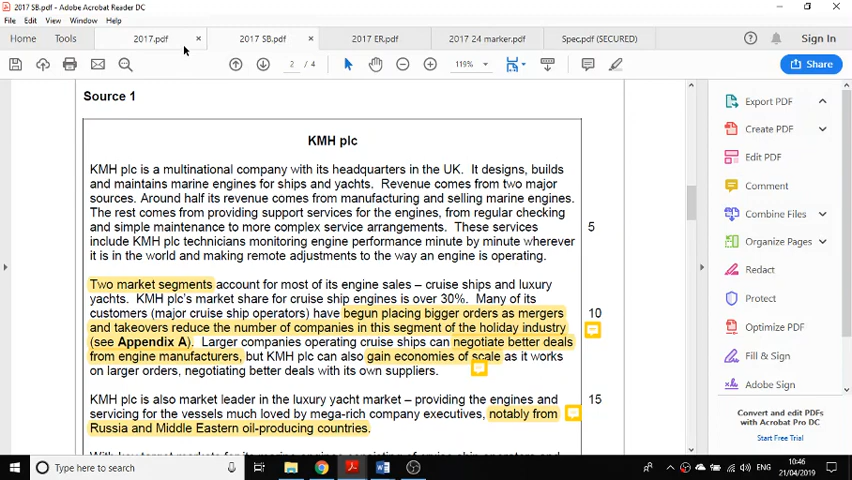 2017 SB.pdf - Adobe Acrobat Reader DC
File Edit View Window Help
Home Tools 2017.pdf × 2017 SB.pdf × 2017 ER.pdf 2017 24 marker.pdf Spec.pdf (SECURED) Sign In
2 / 4 119% Share
Source 1
KMH plc
KMH plc is a multinational company with its headquarters in the UK. It designs, builds
and maintains marine engines for ships and yachts. Revenue comes from two major
sources. Around half its revenue comes from manufacturing and selling marine engines.
The rest comes from providing support services for the engines, from regular checking
and simple maintenance to more complex service arrangements. These services 5
include KMH plc technicians monitoring engine performance minute by minute wherever
it is in the world and making remote adjustments to the way an engine is operating.
Two market segments account for most of its engine sales – cruise ships and luxury
yachts. KMH plc's market share for cruise ship engines is over 30%. Many of its
customers (major cruise ship operators) have begun placing bigger orders as mergers 10
and takeovers reduce the number of companies in this segment of the holiday industry
(see Appendix A). Larger companies operating cruise ships can negotiate better deals
from engine manufacturers, but KMH plc can also gain economies of scale as it works
on larger orders, negotiating better deals with its own suppliers.
KMH plc is also market leader in the luxury yacht market – providing the engines and 15
servicing for the vessels much loved by mega-rich company executives, notably from
Russia and Middle Eastern oil-producing countries.
Export PDF
Create PDF
Edit PDF
Comment
Combine Files
Organize Pages
Redact
Protect
Optimize PDF
Fill & Sign
Adobe Sign
Convert and edit PDFs
with Acrobat Pro DC
Start Free Trial
Type here to search
ENG
10:46
21/04/2019